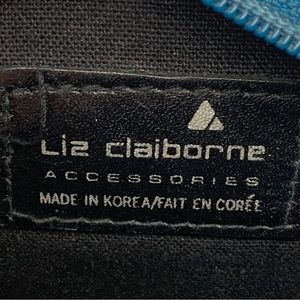 Liz claiborne
ACCESSORIES
MADE IN KOREA/FAIT EN CORÉE